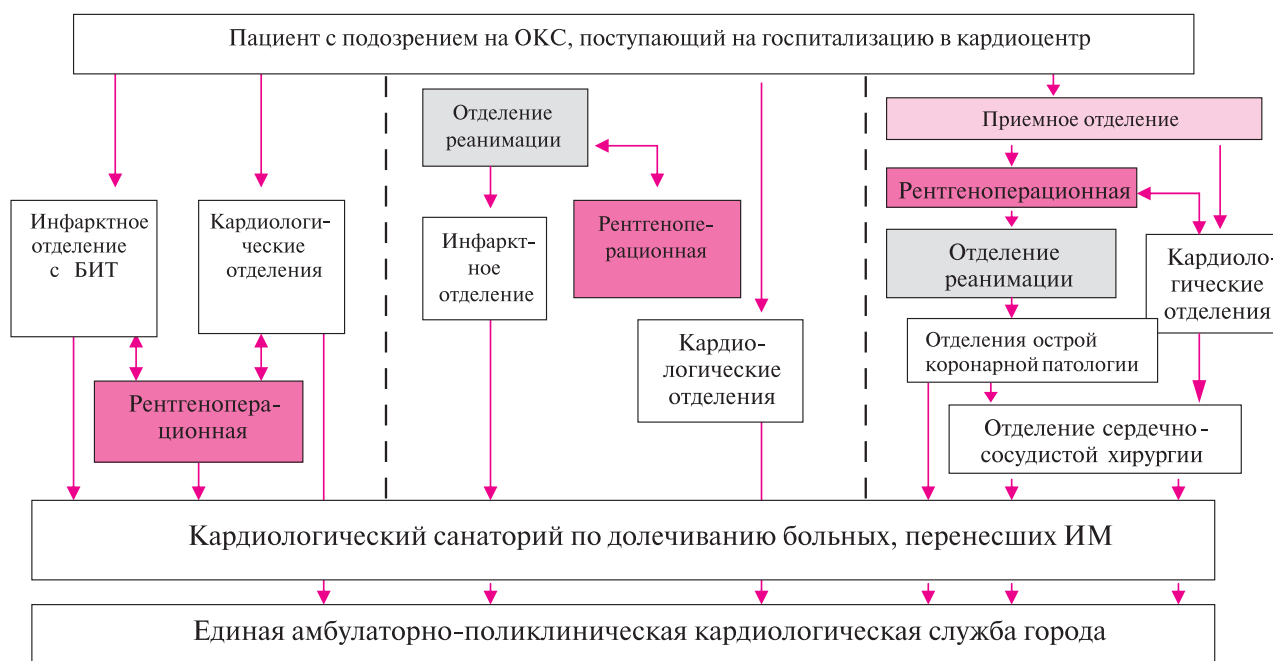 Пациент с подозрением на ОКС, поступающий на госпитализацию в кардиоцентр
Инфарктное
отделение
с БИТ
Кардиологи-
ческие
отделения
Рентгенопера-
ционная
Отделение
реанимации
Инфаркт-
ное
отделение
Рентгенопе-
рационная
Кардио-
логические
отделения
Приемное отделение
Рентгеноперационная
Отделение
реанимации
Кардиоло-
гические
отделения
Отделения острой
коронарной патологии
Отделение сердечно-
сосудистой хирургии
Кардиологический санаторий по долечиванию больных, перенесших ИМ
Единая амбулаторно-поликлиническая кардиологическая служба города